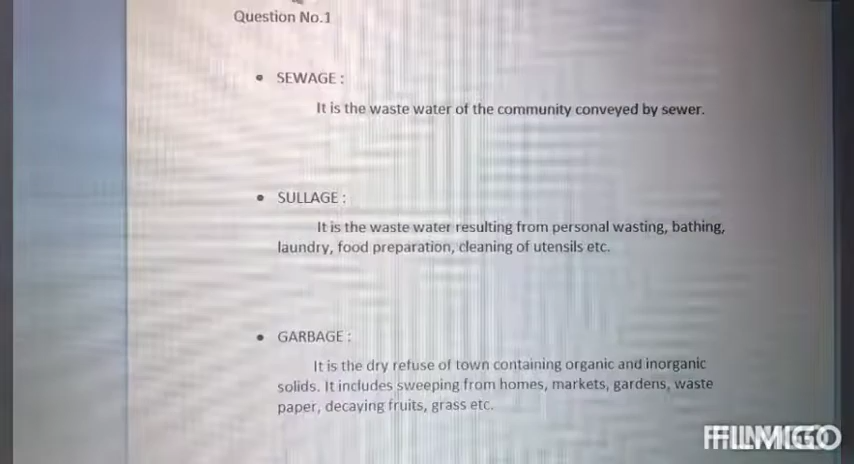 Question No.1
• SEWAGE :
It is the waste water of the community conveyed by sewer.
• SULLAGE :
It is the waste water resulting from personal wasting, bathing,
laundry, food preparation, cleaning of utensils etc.
• GARBAGE :
It is the dry refuse of town containing organic and inorganic
solids. It includes sweeping from homes, markets, gardens, waste
paper, decaying fruits, grass etc.